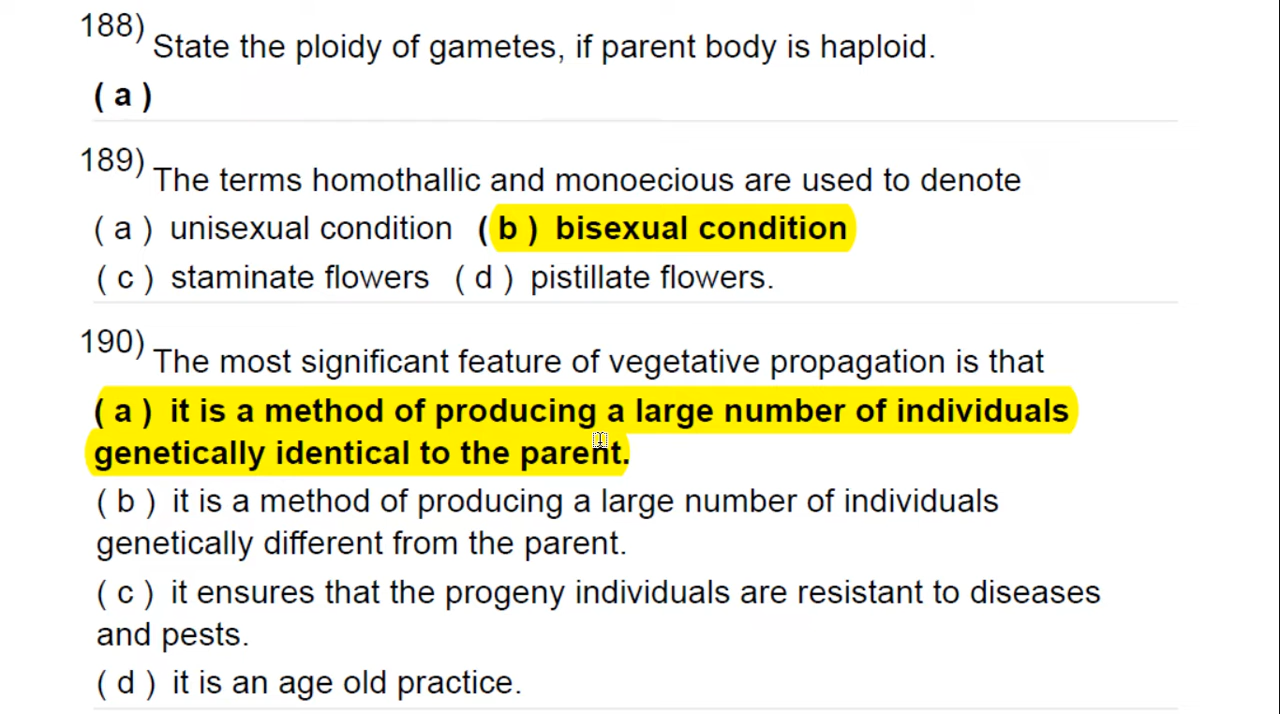 188) State the ploidy of gametes, if parent body is haploid.
( a )
189) The terms homothallic and monoecious are used to denote
( a ) unisexual condition ( b ) bisexual condition
( c ) staminate flowers ( d ) pistillate flowers.
190) The most significant feature of vegetative propagation is that
( a ) it is a method of producing a large number of individuals
genetically identical to the parent.
( b ) it is a method of producing a large number of individuals
genetically different from the parent.
( c ) it ensures that the progeny individuals are resistant to diseases
and pests.
( d ) it is an age old practice.